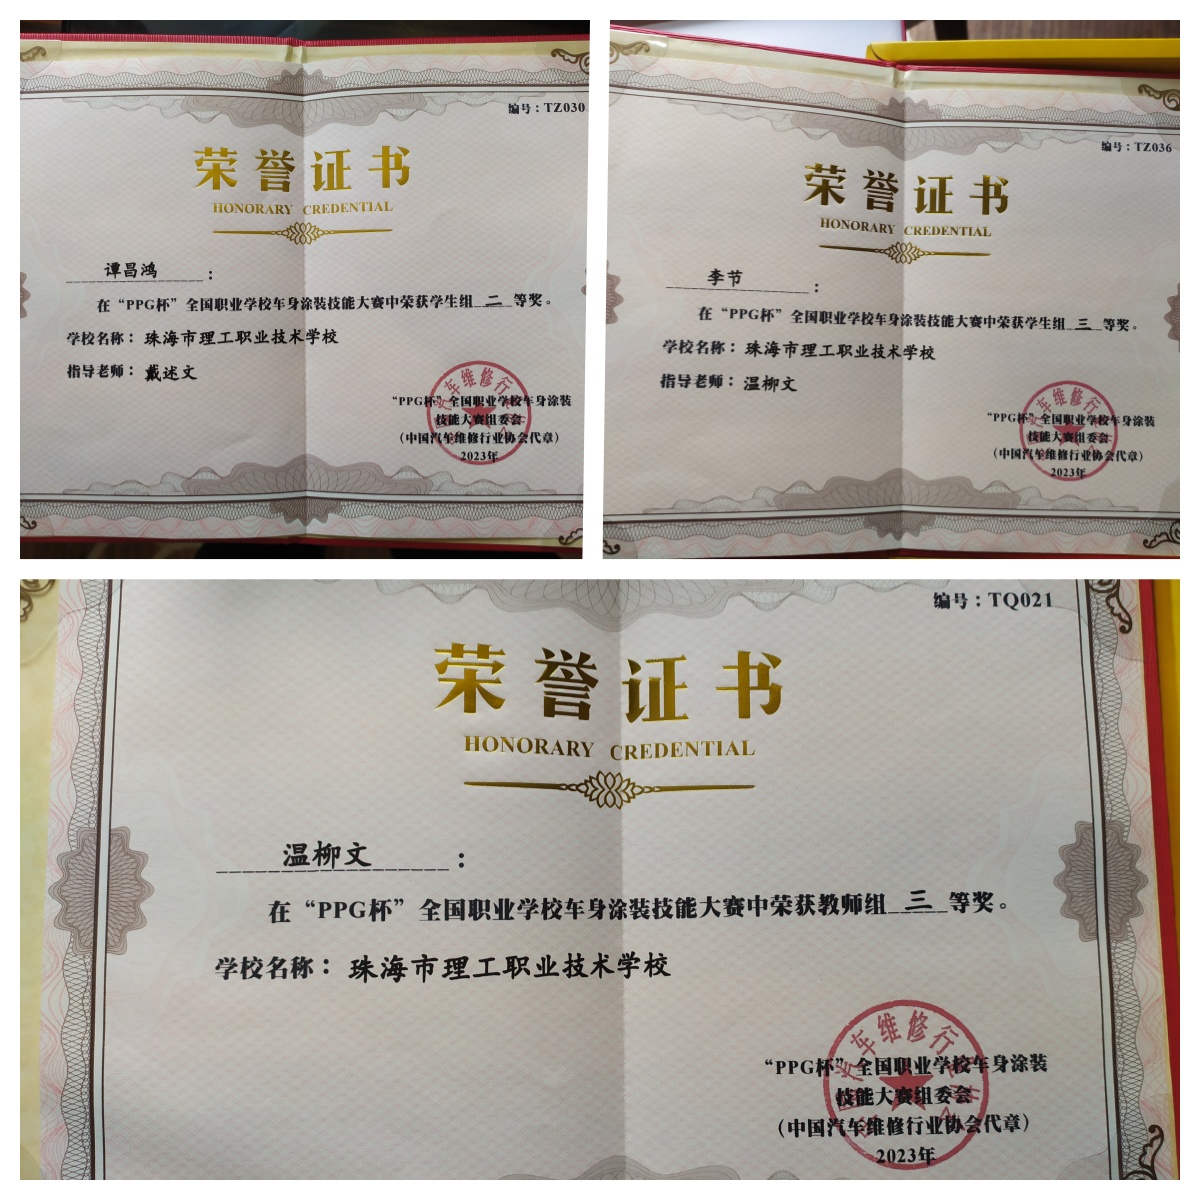 编号：TZ030
荣誉证书
HONORARY CREDENTIAL
谭昌鸿：
在“PPG杯”全国职业学校车身涂装技能大赛中荣获学生组二等奖。
学校名称：珠海市理工职业技术学校
指导老师：戴述文
“PPG杯”全国职业学校车身涂装
技能大赛组委会
（中国汽车维修行业协会代章）
2023年
编号：TZ036
荣誉证书
HONORARY CREDENTIAL
李节：
在“PPG杯”全国职业学校车身涂装技能大赛中荣获学生组三等奖。
学校名称：珠海市理工职业技术学校
指导老师：温柳文
“PPG杯”全国职业学校车身涂装
技能大赛组委会
（中国汽车维修行业协会代章）
2023年
编号：TQ021
荣誉证书
HONORARY CREDENTIAL
温柳文：
在“PPG杯”全国职业学校车身涂装技能大赛中荣获教师组三等奖。
学校名称：珠海市理工职业技术学校
“PPG杯”全国职业学校车身涂装
技能大赛组委会
（中国汽车维修行业协会代章）
2023年